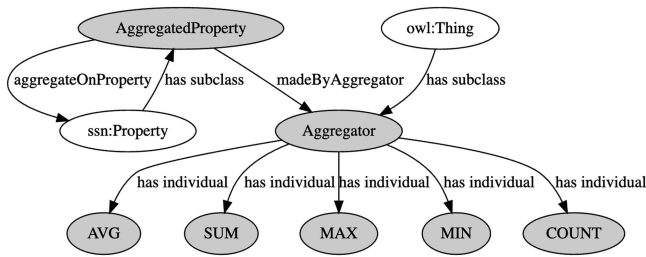 AggregatedProperty
owl:Thing
aggregateOnProperty
has subclass
madeByAggregator
has subclass
ssn:Property
Aggregator
has individual
has individual
has individual
has individual
has individual
AVG
SUM
MAX
MIN
COUNT